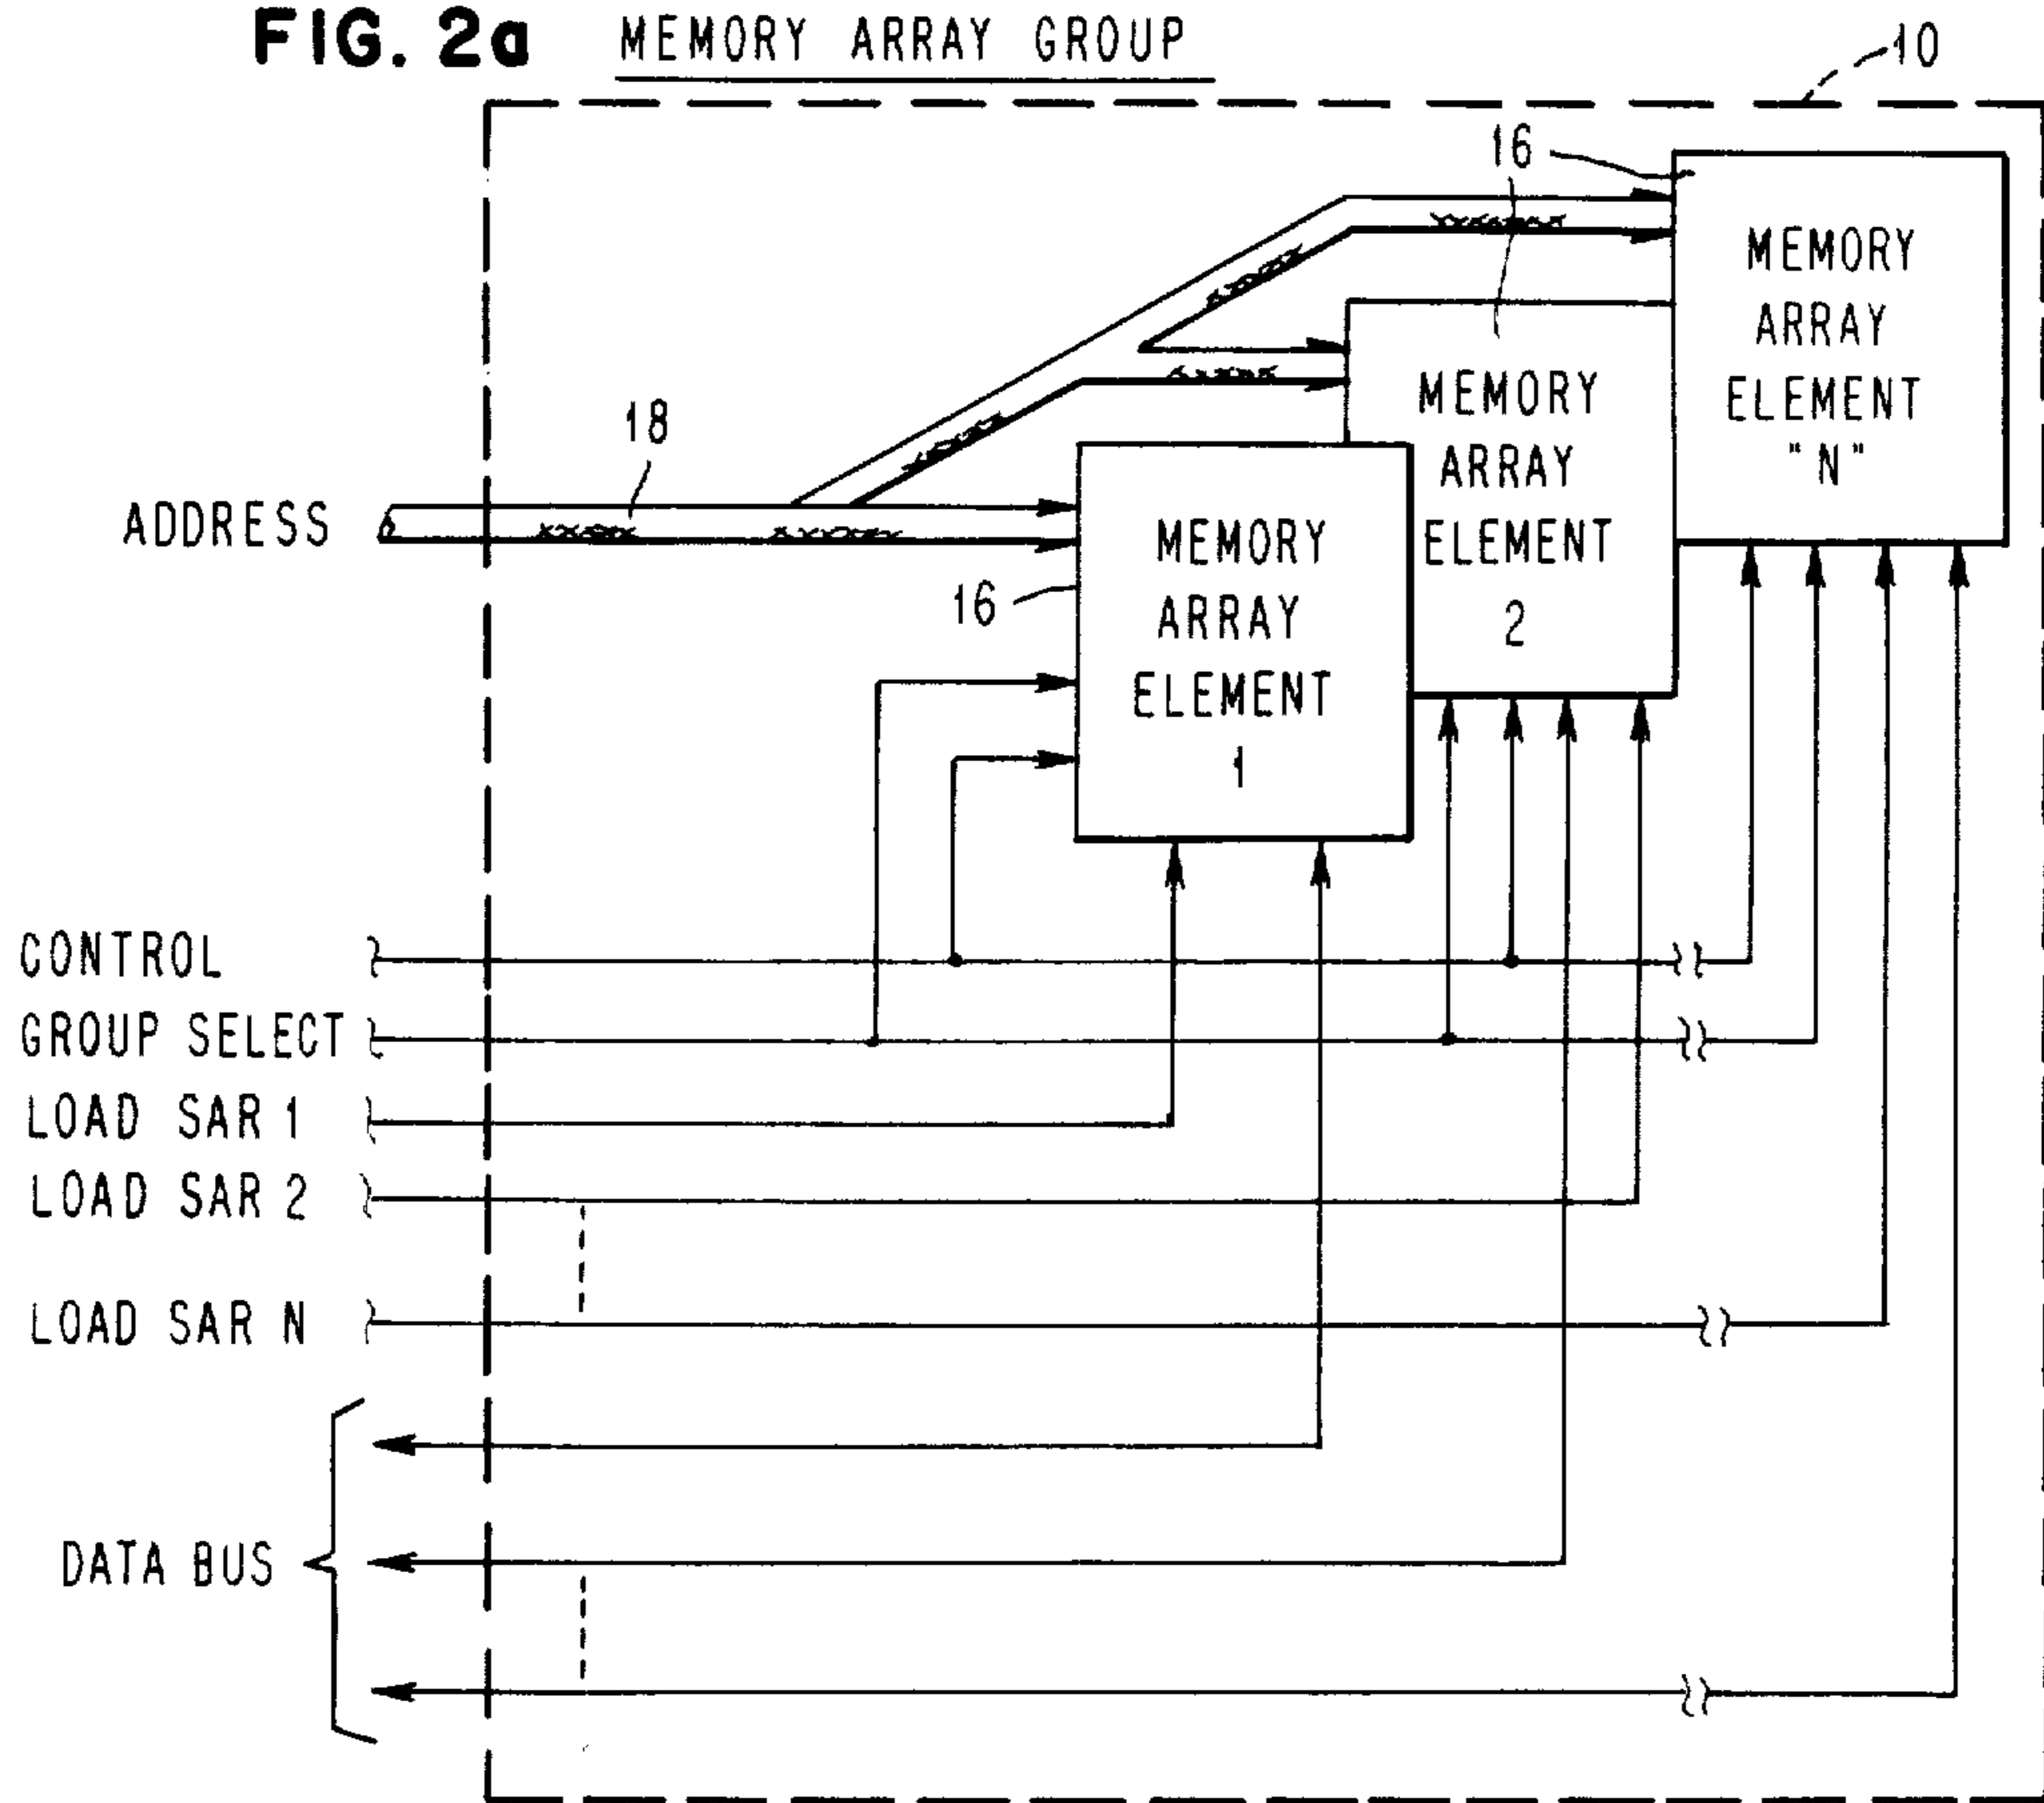 FIG. 2a MEMORY ARRAY GROUP
10
16
16
MEMORY
ARRAY
ELEMENT
"N"
MEMORY
ARRAY
ELEMENT
2
18
ADDRESS
16
MEMORY
ARRAY
ELEMENT
1
CONTROL
GROUP SELECT
LOAD SAR 1
LOAD SAR 2
LOAD SAR N
DATA BUS